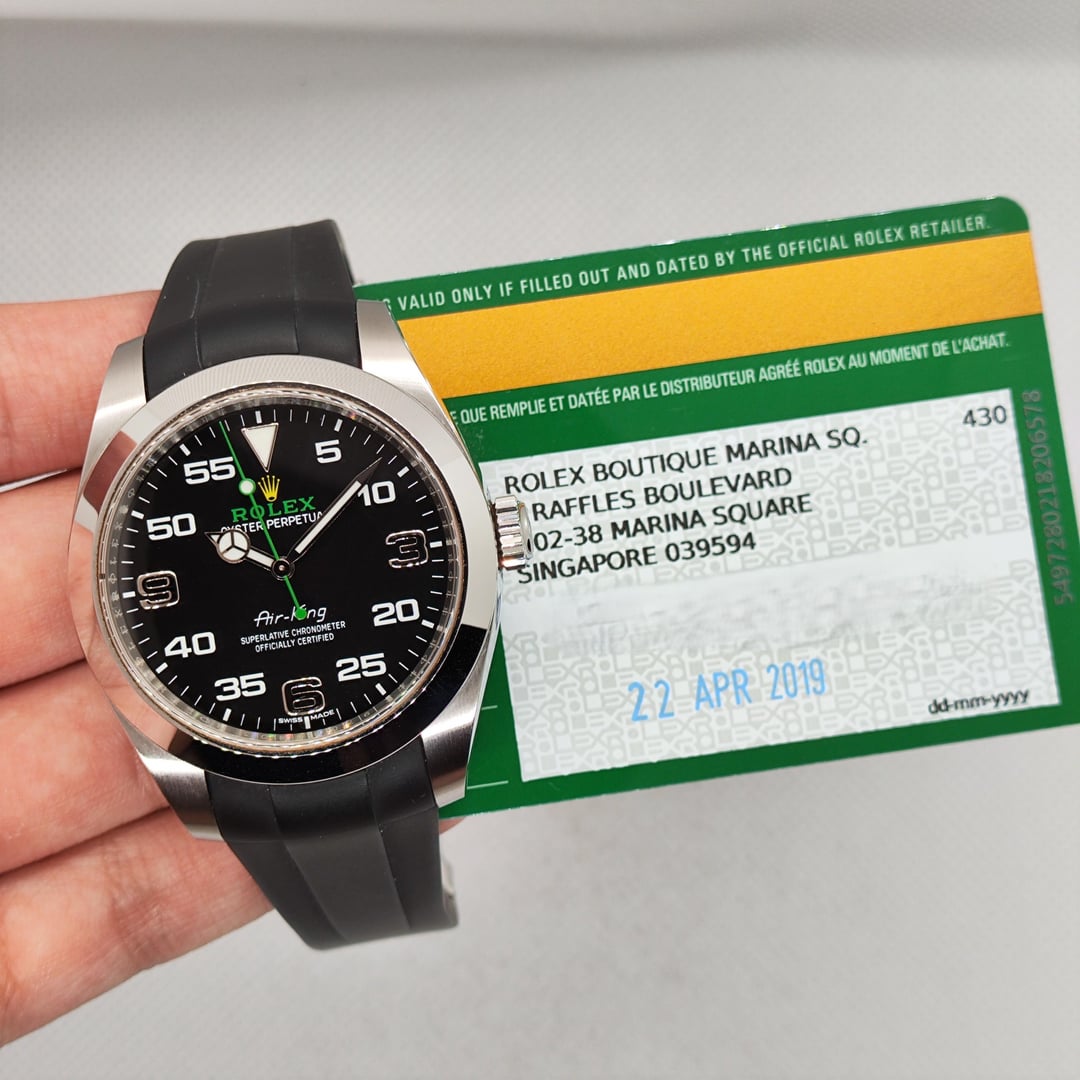 55
5
50
10
9
3
40
20
35
25
6
ROLEX
OYSTER PERPETUAL
Air-King
SUPERLATIVE CHRONOMETER
OFFICIALLY CERTIFIED
SWISS MADE
VALID ONLY IF FILLED OUT AND DATED BY THE OFFICIAL ROLEX RETAILER.
QUE REMPLIE ET DATÉE PAR LE DISTRIBUTEUR AGRÉÉ ROLEX AU MOMENT DE L'ACHAT.
430
ROLEX BOUTIQUE MARINA SQ.
RAFFLES BOULEVARD
02-38 MARINA SQUARE
SINGAPORE 039594
22 APR 2019
dd-mm-yyyy
5497280218206578